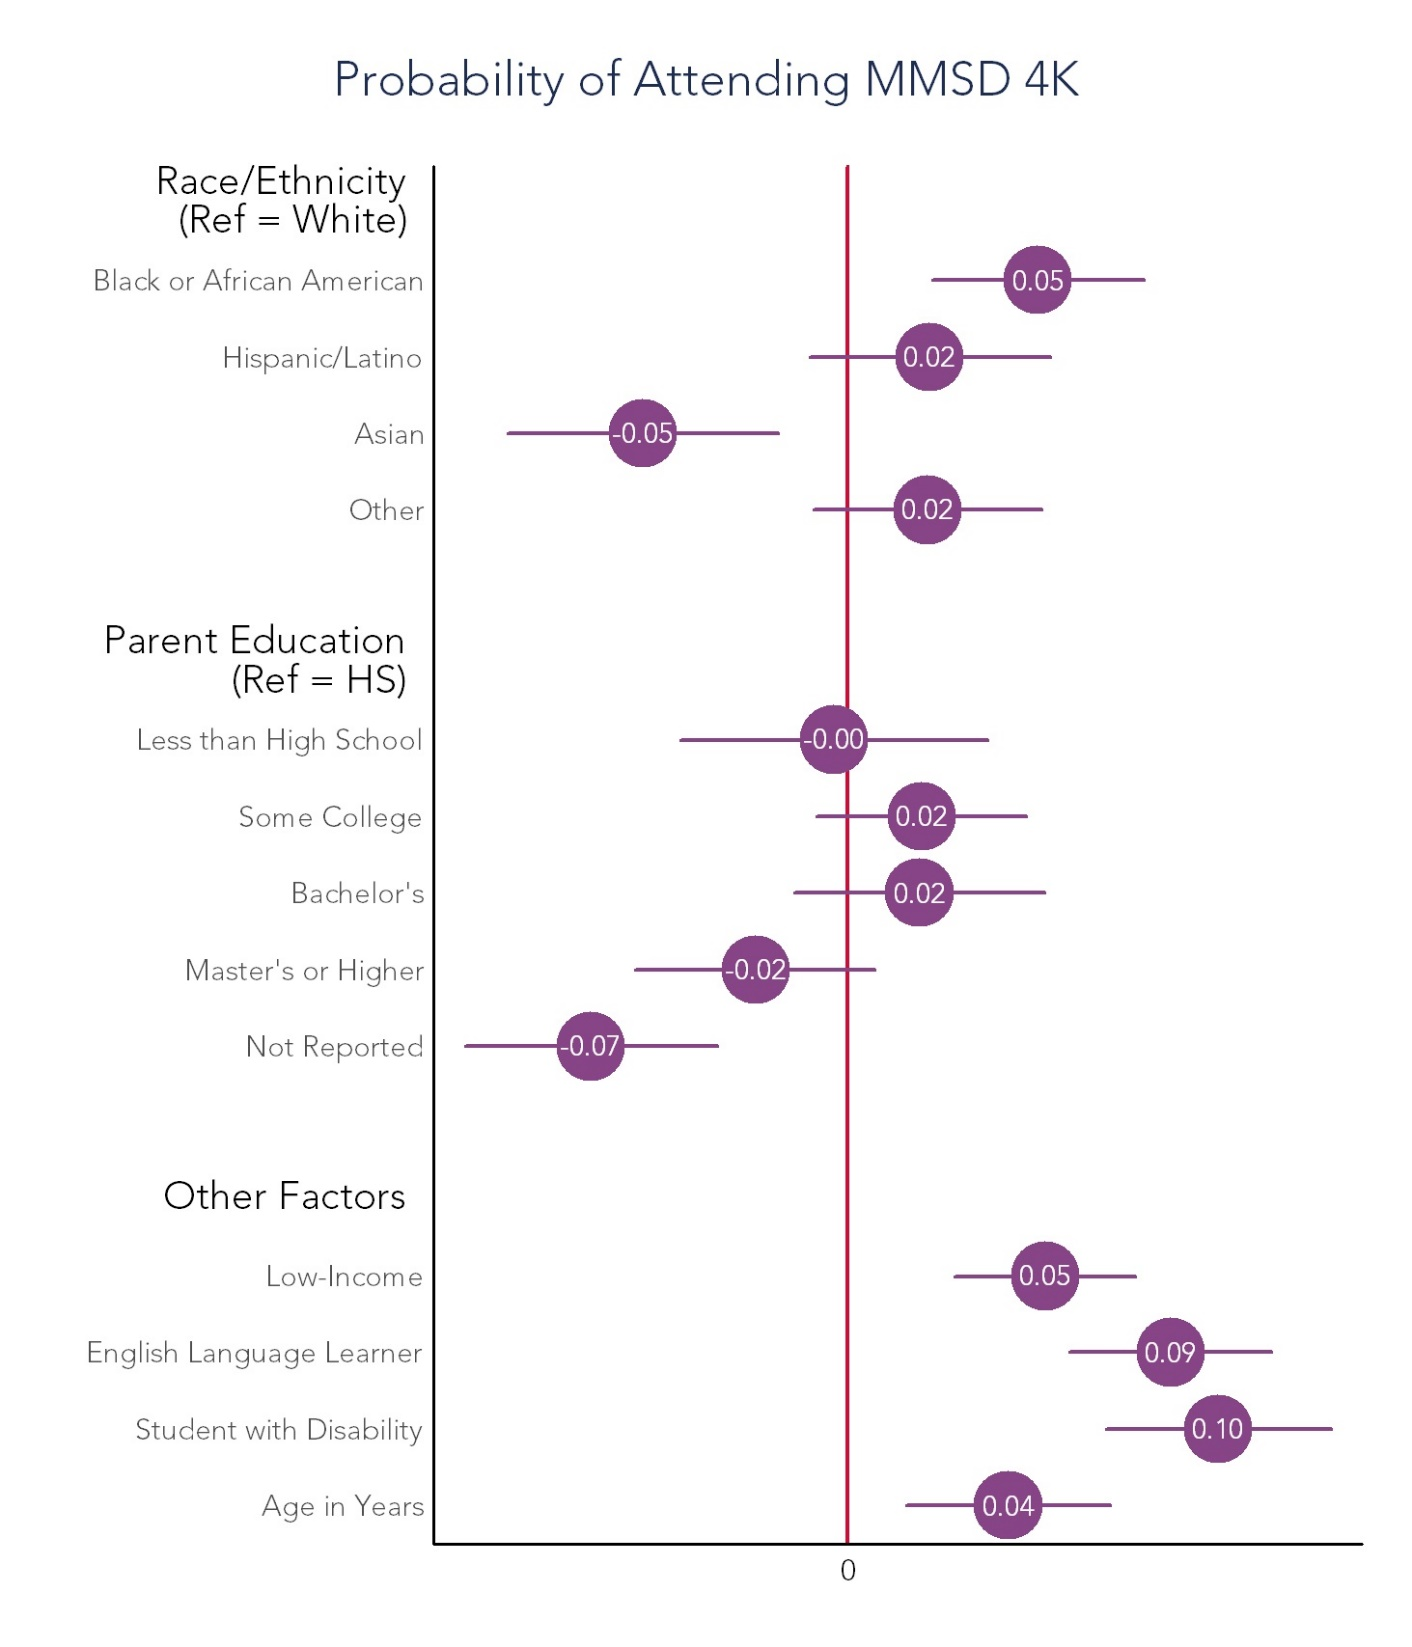 Probability of Attending MMSD 4K
Race/Ethnicity
(Ref = White)
Black or African American
0.05
Hispanic/Latino
0.02
Asian
-0.05
Other
0.02
Parent Education
(Ref = HS)
Less than High School
-0.00
Some College
0.02
Bachelor's
0.02
Master's or Higher
-0.02
Not Reported
-0.07
Other Factors
Low-Income
0.05
English Language Learner
0.09
Student with Disability
0.10
Age in Years
0.04
0